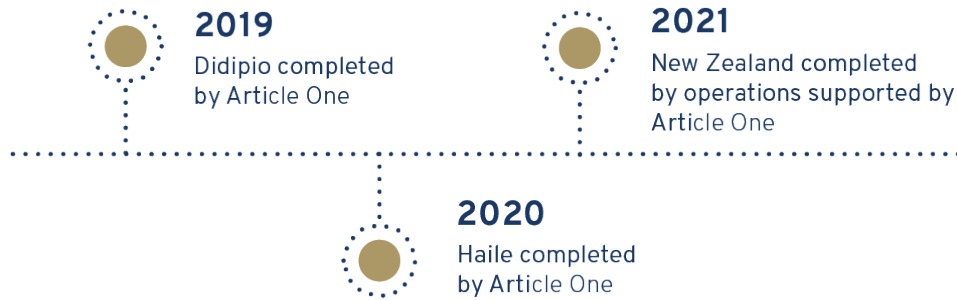 2019
Didipio completed
by Article One
2020
Haile completed
by Article One
2021
New Zealand completed
by operations supported by
Article One